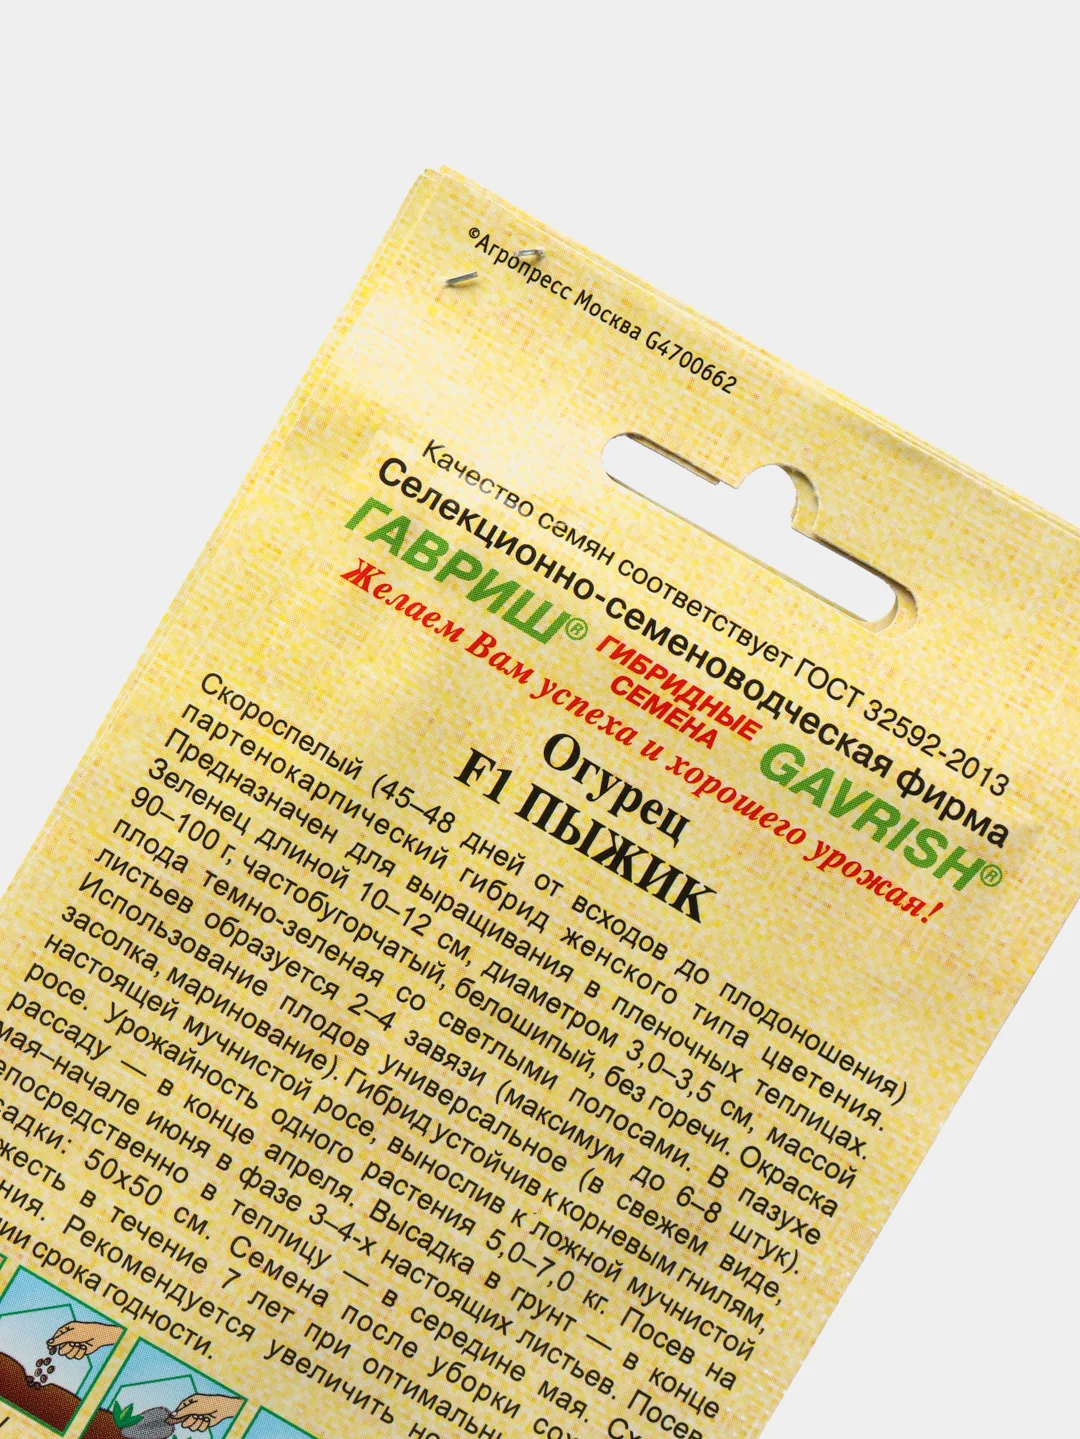 ©Агропресс Москва G4700662
Качество семян соответствует ГОСТ 32592-2013
Селекционно-семеноводческая фирма
ГАВРИШ® ГИБРИДНЫЕ СЕМЕНА GAVRISH®
Желаем Вам успеха и хорошего урожая!
Огурец
F1 ПЫЖИК
Скороспелый (45–48 дней от всходов до плодоношения)
партенокарпический гибрид женского типа цветения.
Предназначен для выращивания в пленочных теплицах.
Зеленец длиной 10–12 см, диаметром 3,0–3,5 см, массой
90–100 г, частобугорчатый, белошипый, без горечи. Окраска
плода темно-зеленая со светлыми полосами. В пазухе
листьев образуется 2–4 завязи (максимум до 6–8 штук).
Использование плодов универсальное (в свежем виде,
засолка, маринование). Гибрид устойчив к корневым гнилям,
настоящей мучнистой росе, вынослив к ложной мучнистой
росе. Урожайность одного растения 5,0–7,0 кг. Посев на
рассаду — в конце апреля. Высадка в грунт — в конце
мая–начале июня в фазе 3–4-х настоящих листьев. Посев
непосредственно в теплицу — в середине мая.
50x50 см. Семена после уборки
в течение 7 лет при
Рекомендуется увеличить
срока годности.